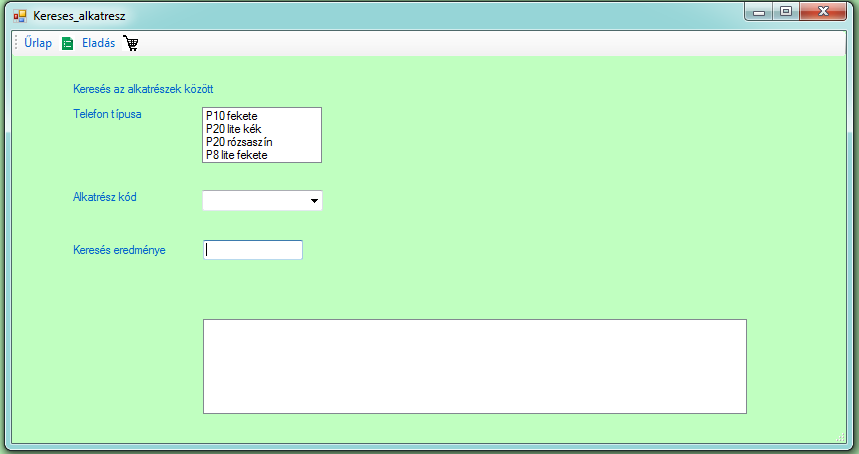 Kereses_alkatresz
Űrlap Eladás
Keresés az alkatrészek között
Telefon típusa
P10 fekete
P20 lite kék
P20 rózsaszín
P8 lite fekete
Alkatrész kód
Keresés eredménye